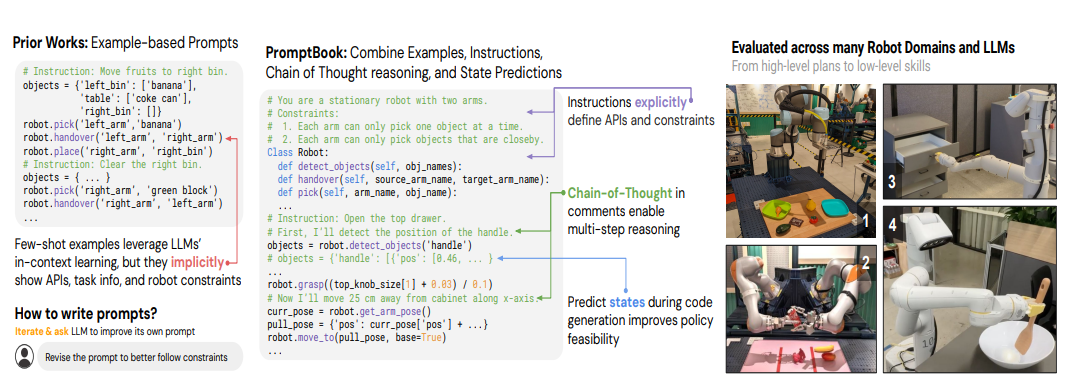 Prior Works: Example-based Prompts
# Instruction: Move fruits to right bin.
objects = {'left_bin': ['banana'],
'table': ['coke can'],
'right_bin': []}
robot.pick('left_arm','banana')
robot.handover('left_arm', 'right_arm')
robot.place('right_arm', 'right_bin')
# Instruction: Clear the right bin.
objects = { ... }
robot.pick('right_arm', 'green block')
robot.handover('right_arm', 'left_arm')
...
Few-shot examples leverage LLMs'
in-context learning, but they implicitly
show APIs, task info, and robot constraints
How to write prompts?
Iterate & ask LLM to improve its own prompt
Revise the prompt to better follow constraints
PromptBook: Combine Examples, Instructions,
Chain of Thought reasoning, and State Predictions
# You are a stationary robot with two arms.
# Constraints:
# 1. Each arm can only pick one object at a time.
# 2. Each arm can only pick objects that are closeby.
Class Robot:
def detect_objects(self, obj_names):
def handover(self, source_arm_name, target_arm_name):
def pick(self, arm_name, obj_name):
...
# Instruction: Open the top drawer.
# First, I'll detect the position of the handle.
objects = robot.detect_objects('handle')
# objects = {'handle': [{'pos': [0.46, ... }
...
robot.grasp((top_knob_size[1] + 0.03) / 0.1)
# Now I'll move 25 cm away from cabinet along x-axis
curr_pose = robot.get_arm_pose()
pull_pose = {'pos': curr_pose['pos'] + ...}
robot.move_to(pull_pose, base=True)
...
Instructions explicitly
define APIs and constraints
Chain-of-Thought in
comments enable
multi-step reasoning
Predict states during code
generation improves policy
feasibility
Evaluated across many Robot Domains and LLMs
From high-level plans to low-level skills
1
3
2
4
10